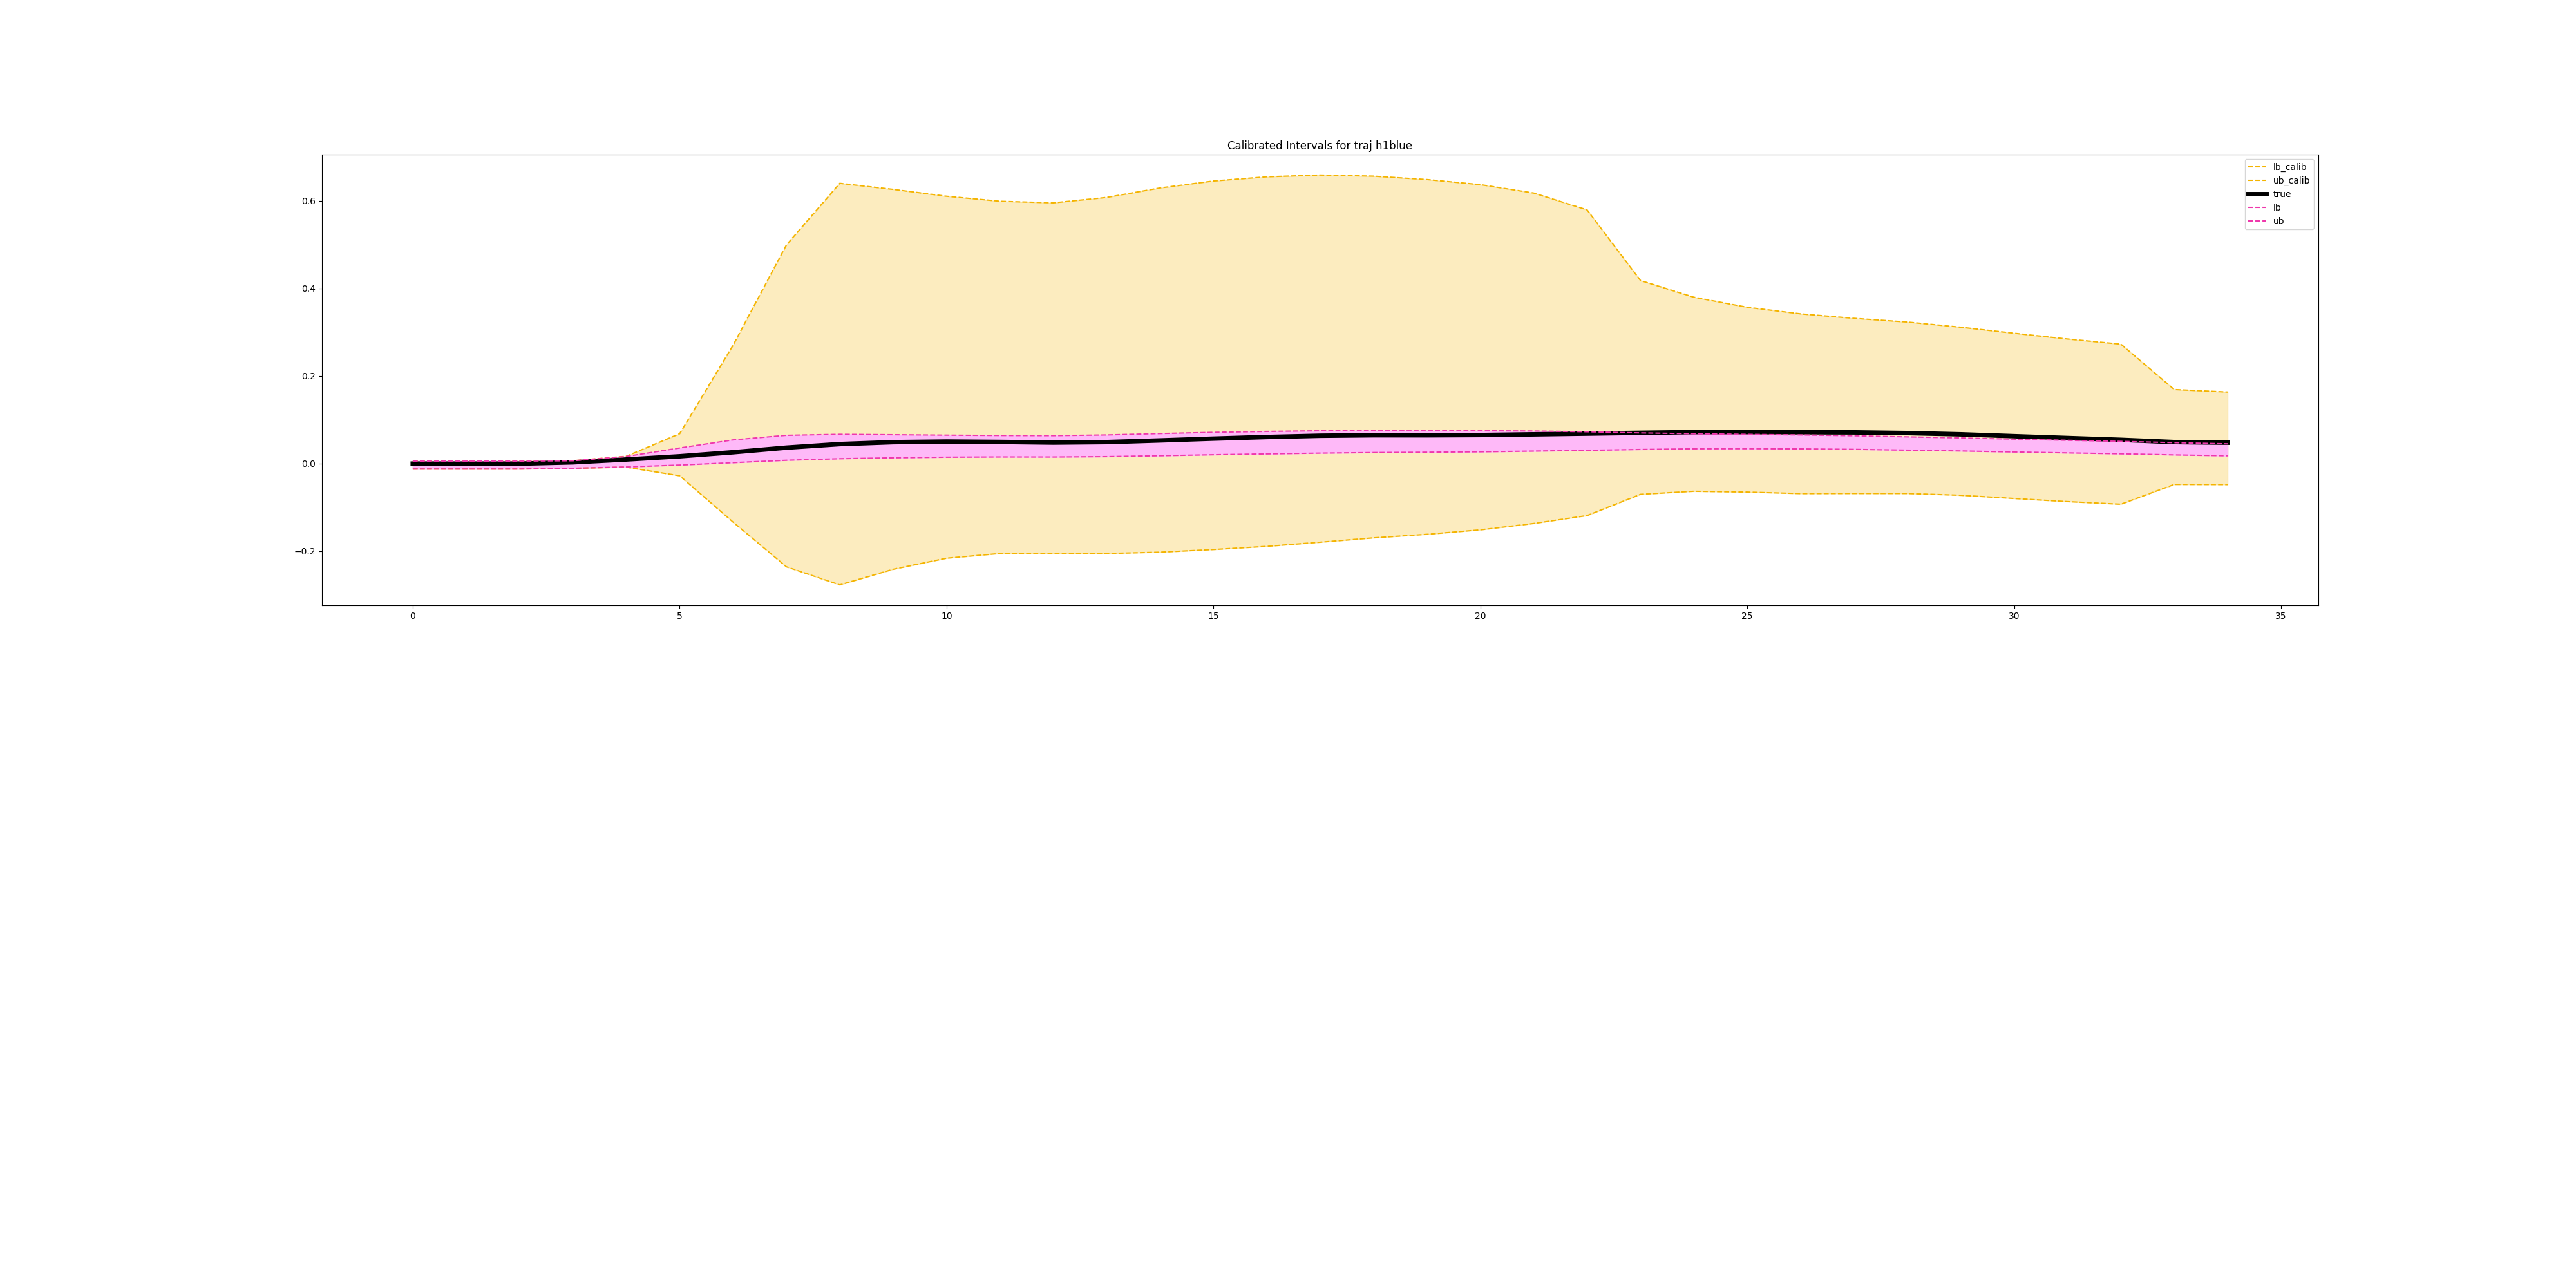 Calibrated Intervals for traj h1blue
lb_calib
ub_calib
true
lb
ub
0.6
0.4
0.2
0.0
−0.2
0 5 10 15 20 25 30 35